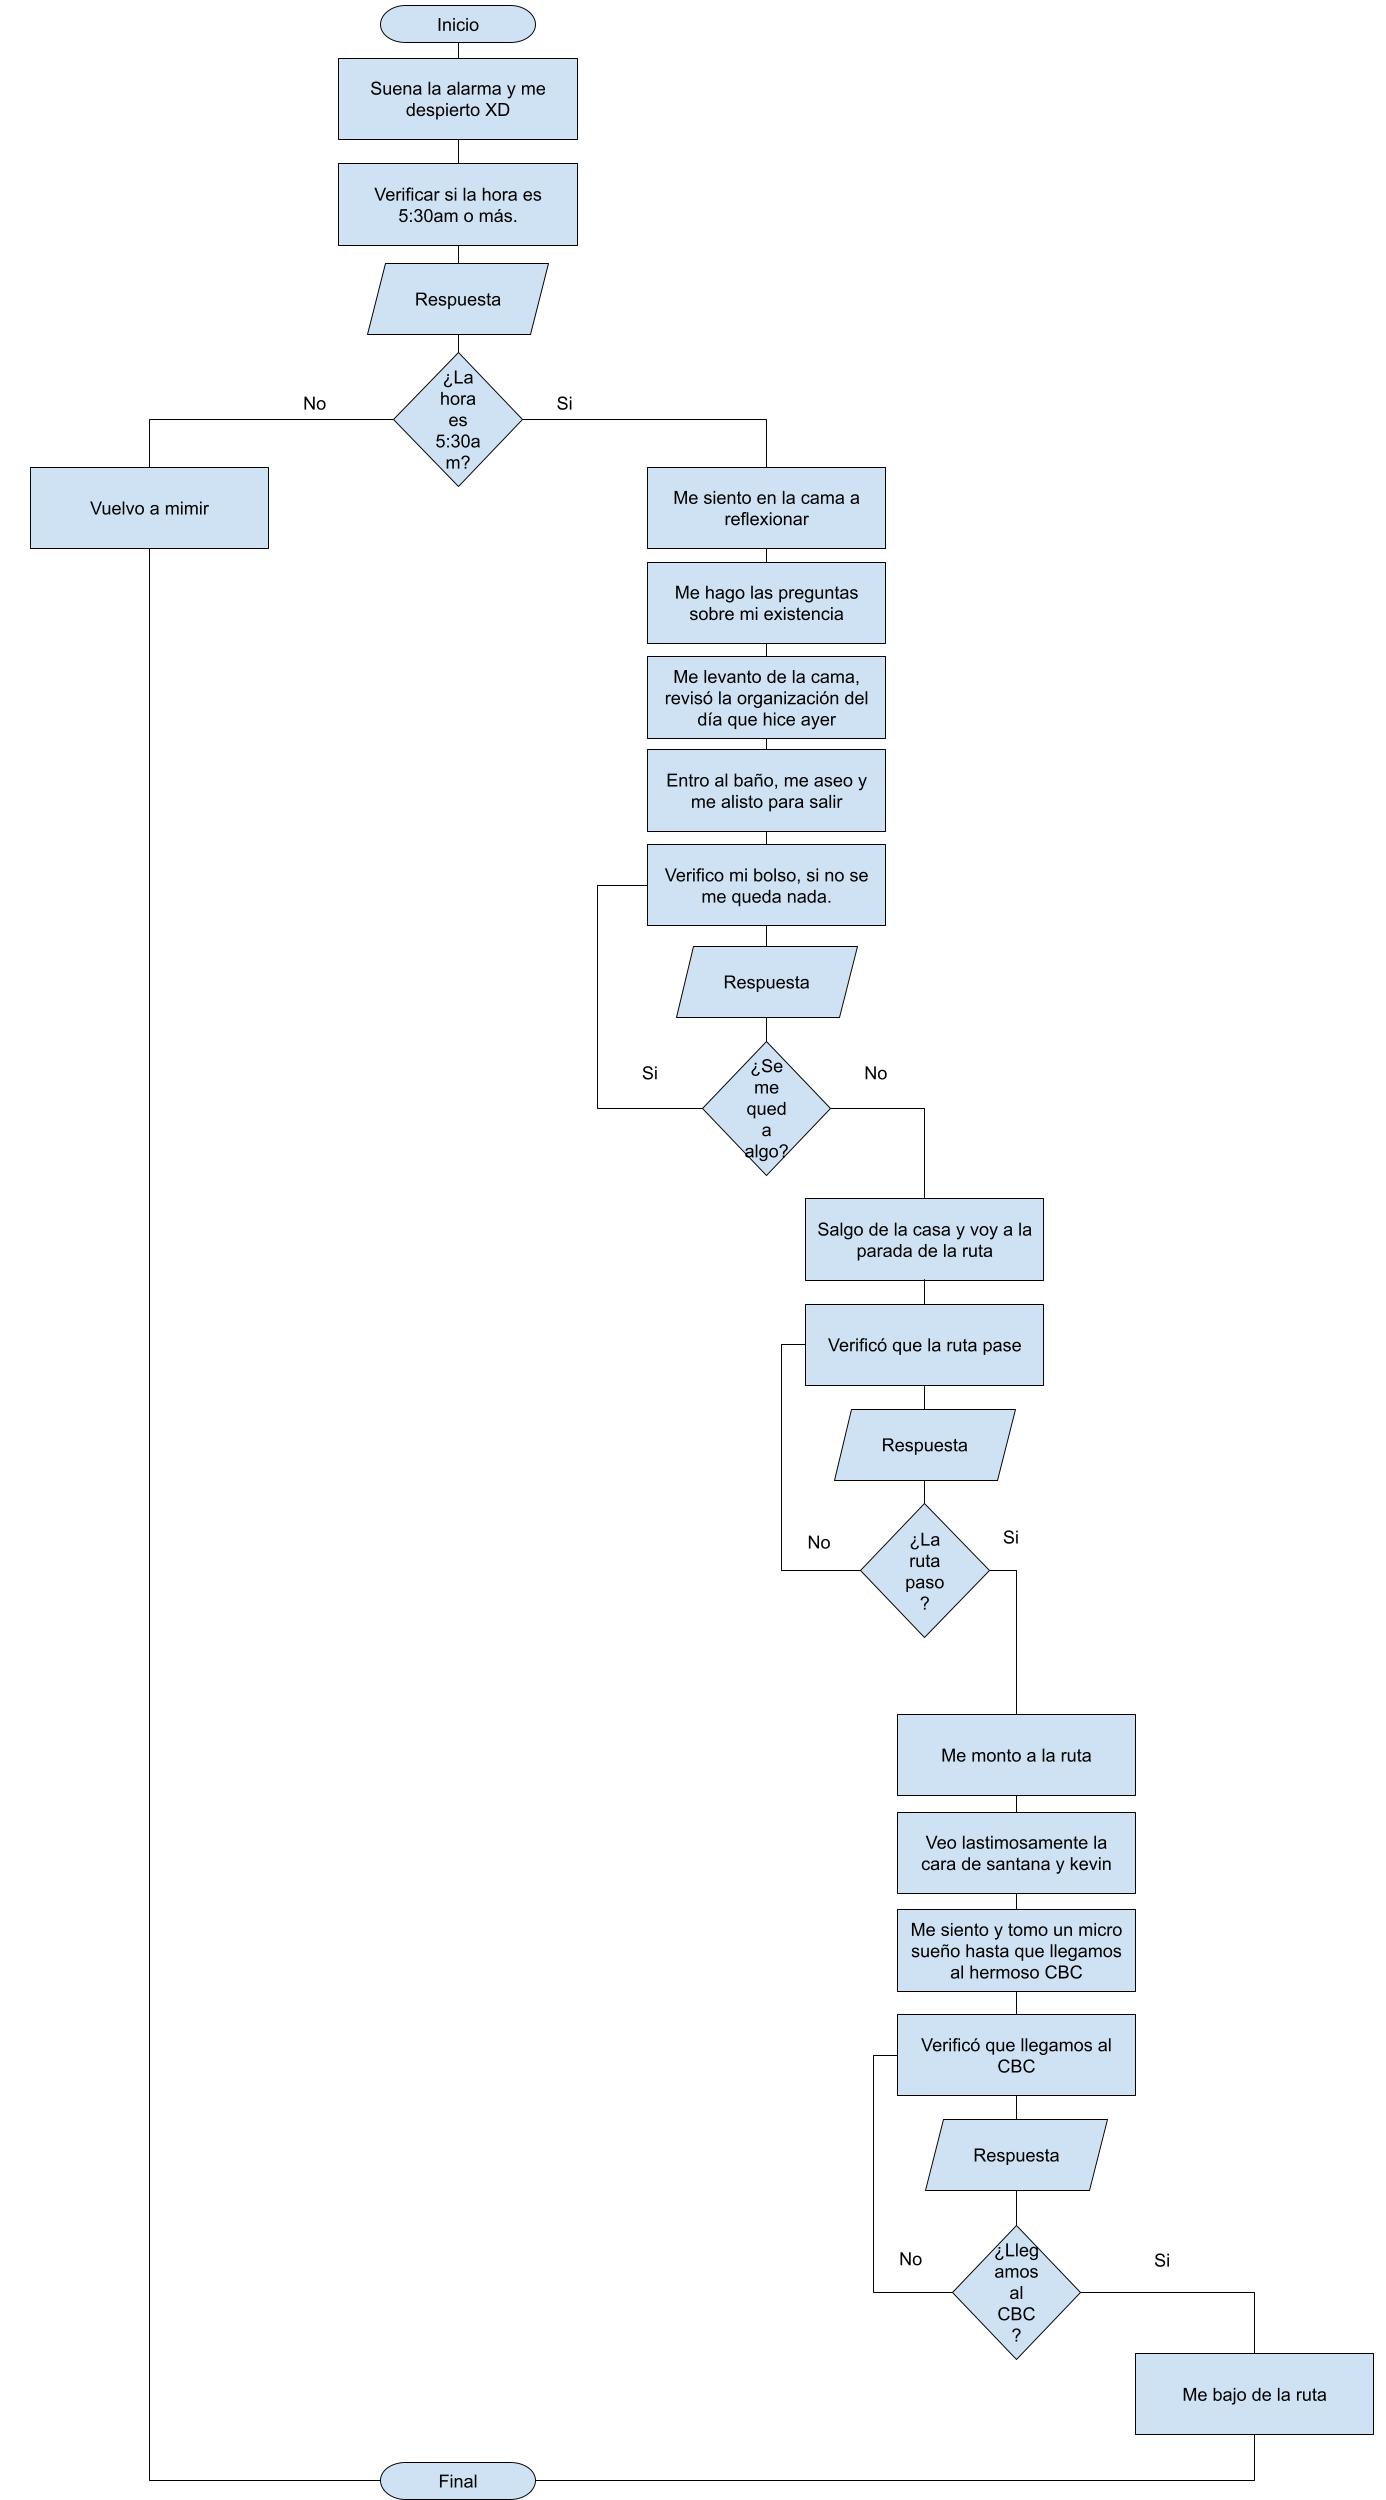 Inicio
Suena la alarma y me
despierto XD
Verificar si la hora es
5:30am o más.
Respuesta
¿La
hora
es
5:30a
m?
No
Si
Vuelvo a mimir
Me siento en la cama a
reflexionar
Me hago las preguntas
sobre mi existencia
Me levanto de la cama,
revisó la organización del
día que hice ayer
Entro al baño, me aseo y
me alisto para salir
Verifico mi bolso, si no se
me queda nada.
Respuesta
Si
¿Se
me
qued
a
algo?
No
Salgo de la casa y voy a la
parada de la ruta
Verificó que la ruta pase
Respuesta
No
¿La
ruta
paso
?
Si
Me monto a la ruta
Veo lastimosamente la
cara de santana y kevin
Me siento y tomo un micro
sueño hasta que llegamos
al hermoso CBC
Verificó que llegamos al
CBC
Respuesta
No
¿Lleg
amos
al
CBC
?
Si
Me bajo de la ruta
Final